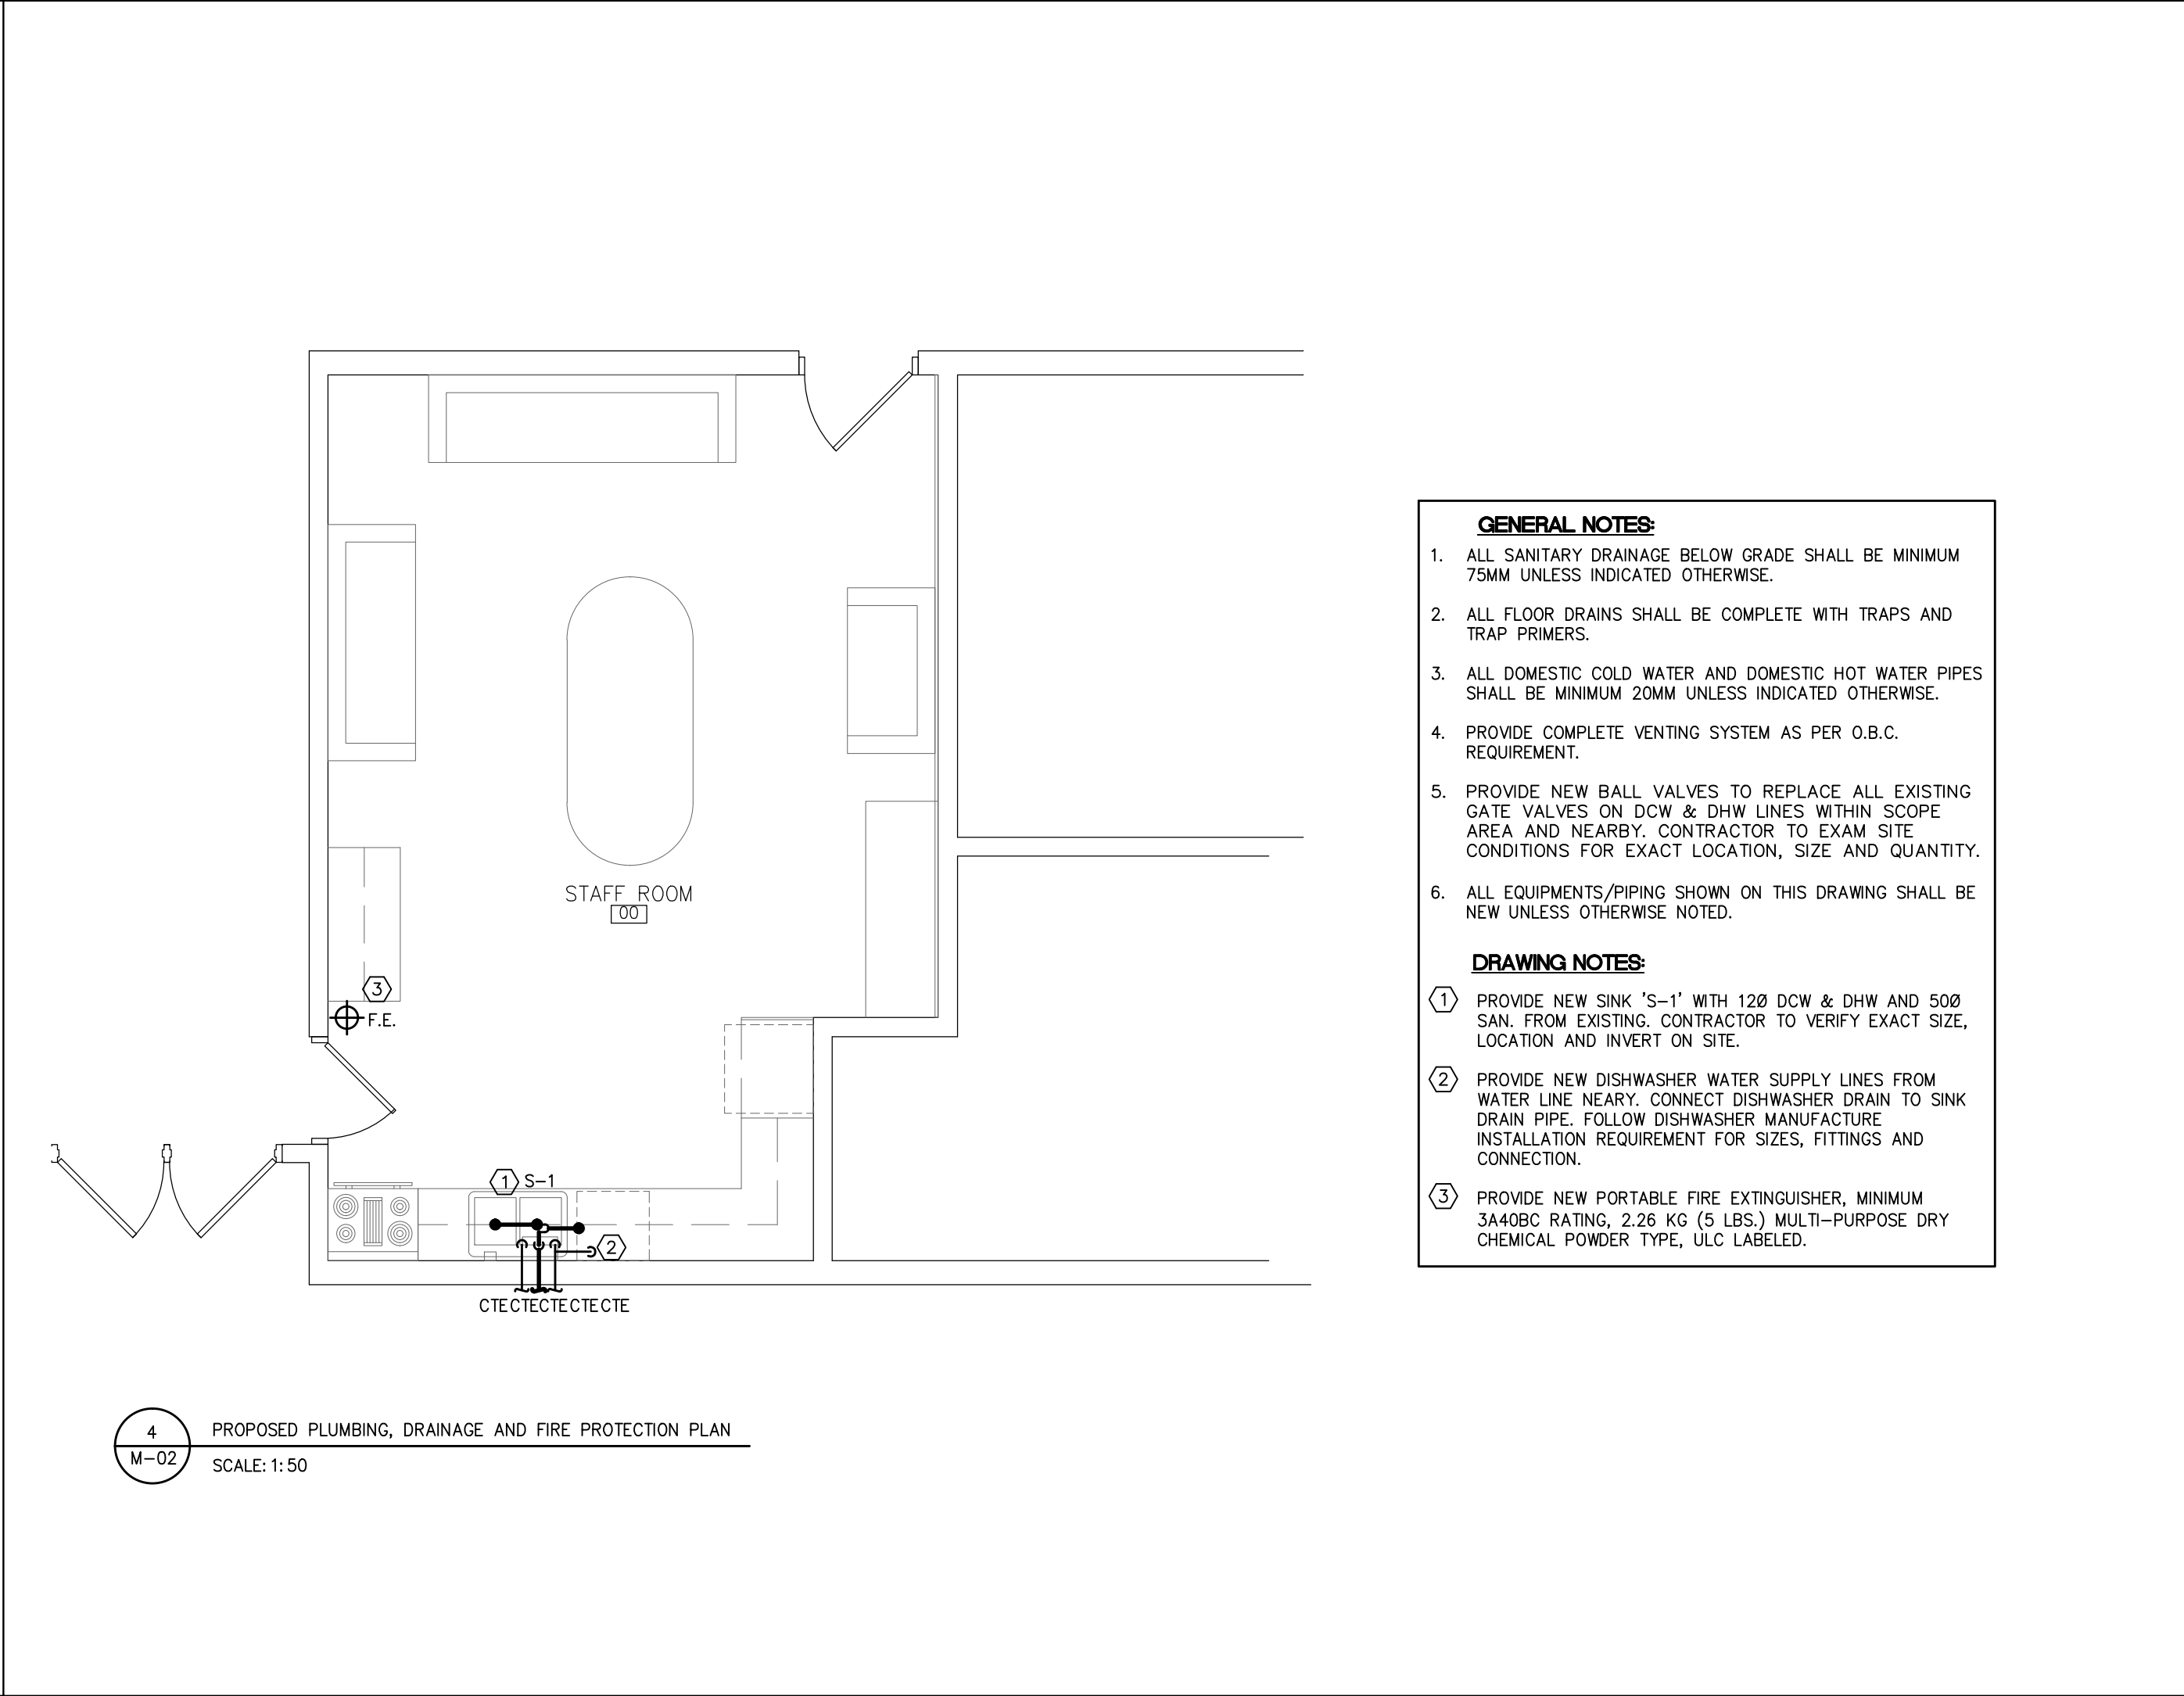 STAFF ROOM
00
3
F.E.
1 S-1
2
CTECTECTECTECTE
4
M-02
PROPOSED PLUMBING, DRAINAGE AND FIRE PROTECTION PLAN
SCALE: 1:50
GENERAL NOTES:
1. ALL SANITARY DRAINAGE BELOW GRADE SHALL BE MINIMUM
75MM UNLESS INDICATED OTHERWISE.
2. ALL FLOOR DRAINS SHALL BE COMPLETE WITH TRAPS AND
TRAP PRIMERS.
3. ALL DOMESTIC COLD WATER AND DOMESTIC HOT WATER PIPES
SHALL BE MINIMUM 20MM UNLESS INDICATED OTHERWISE.
4. PROVIDE COMPLETE VENTING SYSTEM AS PER O.B.C.
REQUIREMENT.
5. PROVIDE NEW BALL VALVES TO REPLACE ALL EXISTING
GATE VALVES ON DCW & DHW LINES WITHIN SCOPE
AREA AND NEARBY. CONTRACTOR TO EXAM SITE
CONDITIONS FOR EXACT LOCATION, SIZE AND QUANTITY.
6. ALL EQUIPMENTS/PIPING SHOWN ON THIS DRAWING SHALL BE
NEW UNLESS OTHERWISE NOTED.
DRAWING NOTES:
1 PROVIDE NEW SINK 'S-1' WITH 12Ø DCW & DHW AND 50Ø
SAN. FROM EXISTING. CONTRACTOR TO VERIFY EXACT SIZE,
LOCATION AND INVERT ON SITE.
2 PROVIDE NEW DISHWASHER WATER SUPPLY LINES FROM
WATER LINE NEARY. CONNECT DISHWASHER DRAIN TO SINK
DRAIN PIPE. FOLLOW DISHWASHER MANUFACTURE
INSTALLATION REQUIREMENT FOR SIZES, FITTINGS AND
CONNECTION.
3 PROVIDE NEW PORTABLE FIRE EXTINGUISHER, MINIMUM
3A40BC RATING, 2.26 KG (5 LBS.) MULTI-PURPOSE DRY
CHEMICAL POWDER TYPE, ULC LABELED.